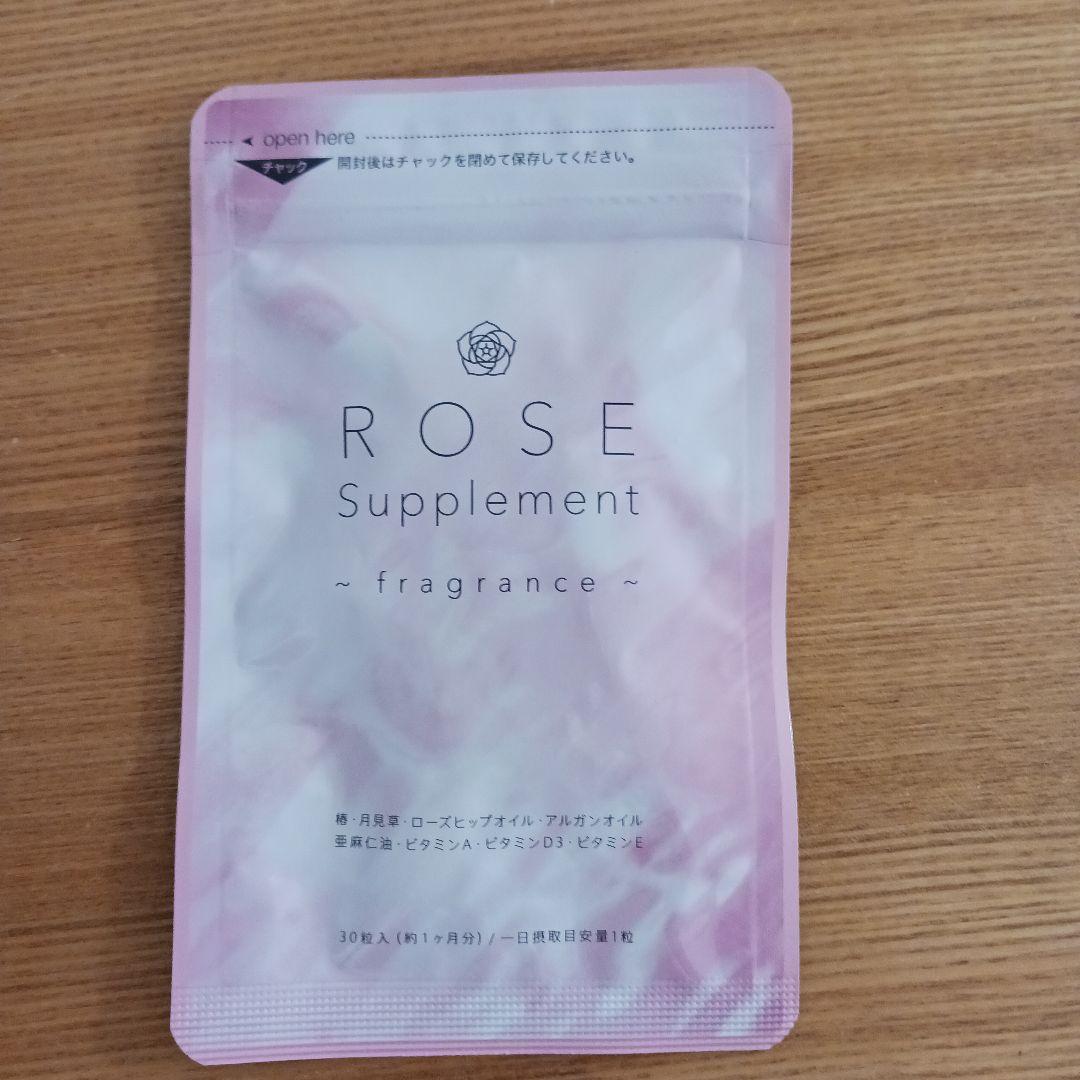 open here
チャック
開封後はチャックを閉めて保存してください。
ROSE
Supplement
~ fragrance ~
椿・月見草・ローズヒップオイル・アルガンオイル
亜麻仁油・ビタミンA・ビタミンD3・ビタミンE
30粒入(約1ヶ月分)/一日摂取目安量1粒